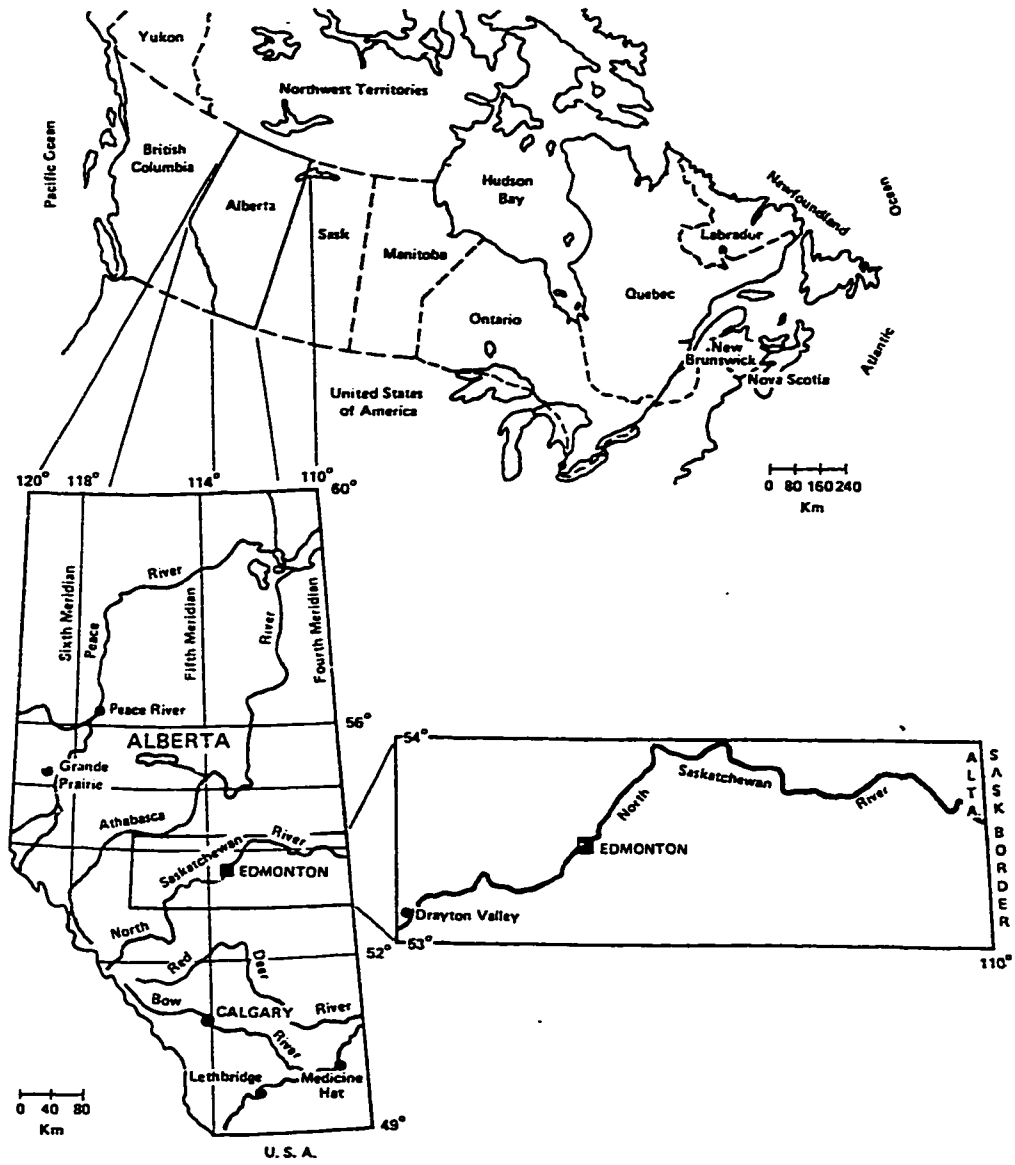 Yukon
Northwest Territories
Pacific Ocean
British
Columbia
Alberta
Sask
Manitoba
Hudson
Bay
Ontario
Quebec
Labrador
Newfoundland
Ocean
Atlantic
New
Brunswick
Nova Scotia
United States
of America
0 80 160 240
Km
120° 118° 114° 110°
60°
Sixth Meridian
Peace
River
Fifth Meridian
River
Fourth Meridian
Peace River
56°
ALBERTA
Grande
Prairie
Athabasca
Saskatchewan
River
EDMONTON
North
52°
Red
Deer
River
Bow
CALGARY
River
Lethbridge
Medicine
Hat
49°
U. S. A.
0 40 80
Km
54°
North
Saskatchewan
River
ALTA
SASK BORDER
EDMONTON
Drayton Valley
53°
110°